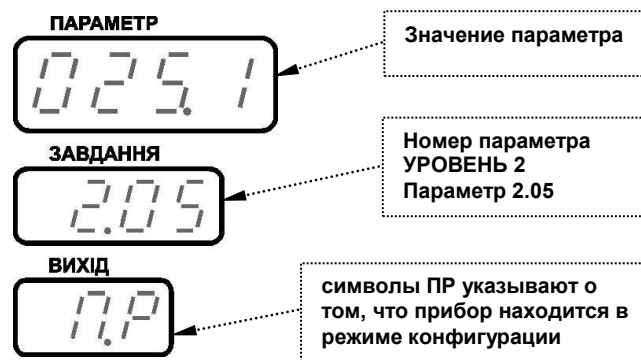 ПАРАМЕТР
025.1
Значение параметра
ЗАВДАННЯ
2.05
Номер параметра
УРОВЕНЬ 2
Параметр 2.05
ВИХІД
П.Р
символы ПР указывают о
том, что прибор находится в
режиме конфигурации